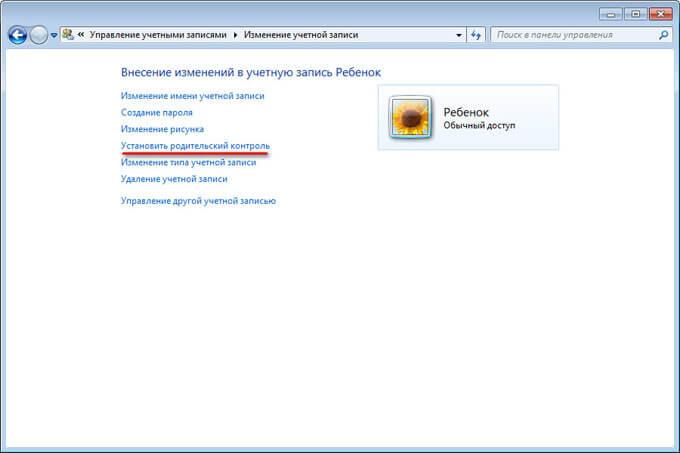 « Управление учетными записями ▸ Изменение учетной записи
Поиск в панели управления
Внесение изменений в учетную запись Ребенок
Изменение имени учетной записи
Создание пароля
Изменение рисунка
Установить родительский контроль
Изменение типа учетной записи
Удаление учетной записи
Управление другой учетной записью
Ребенок
Обычный доступ